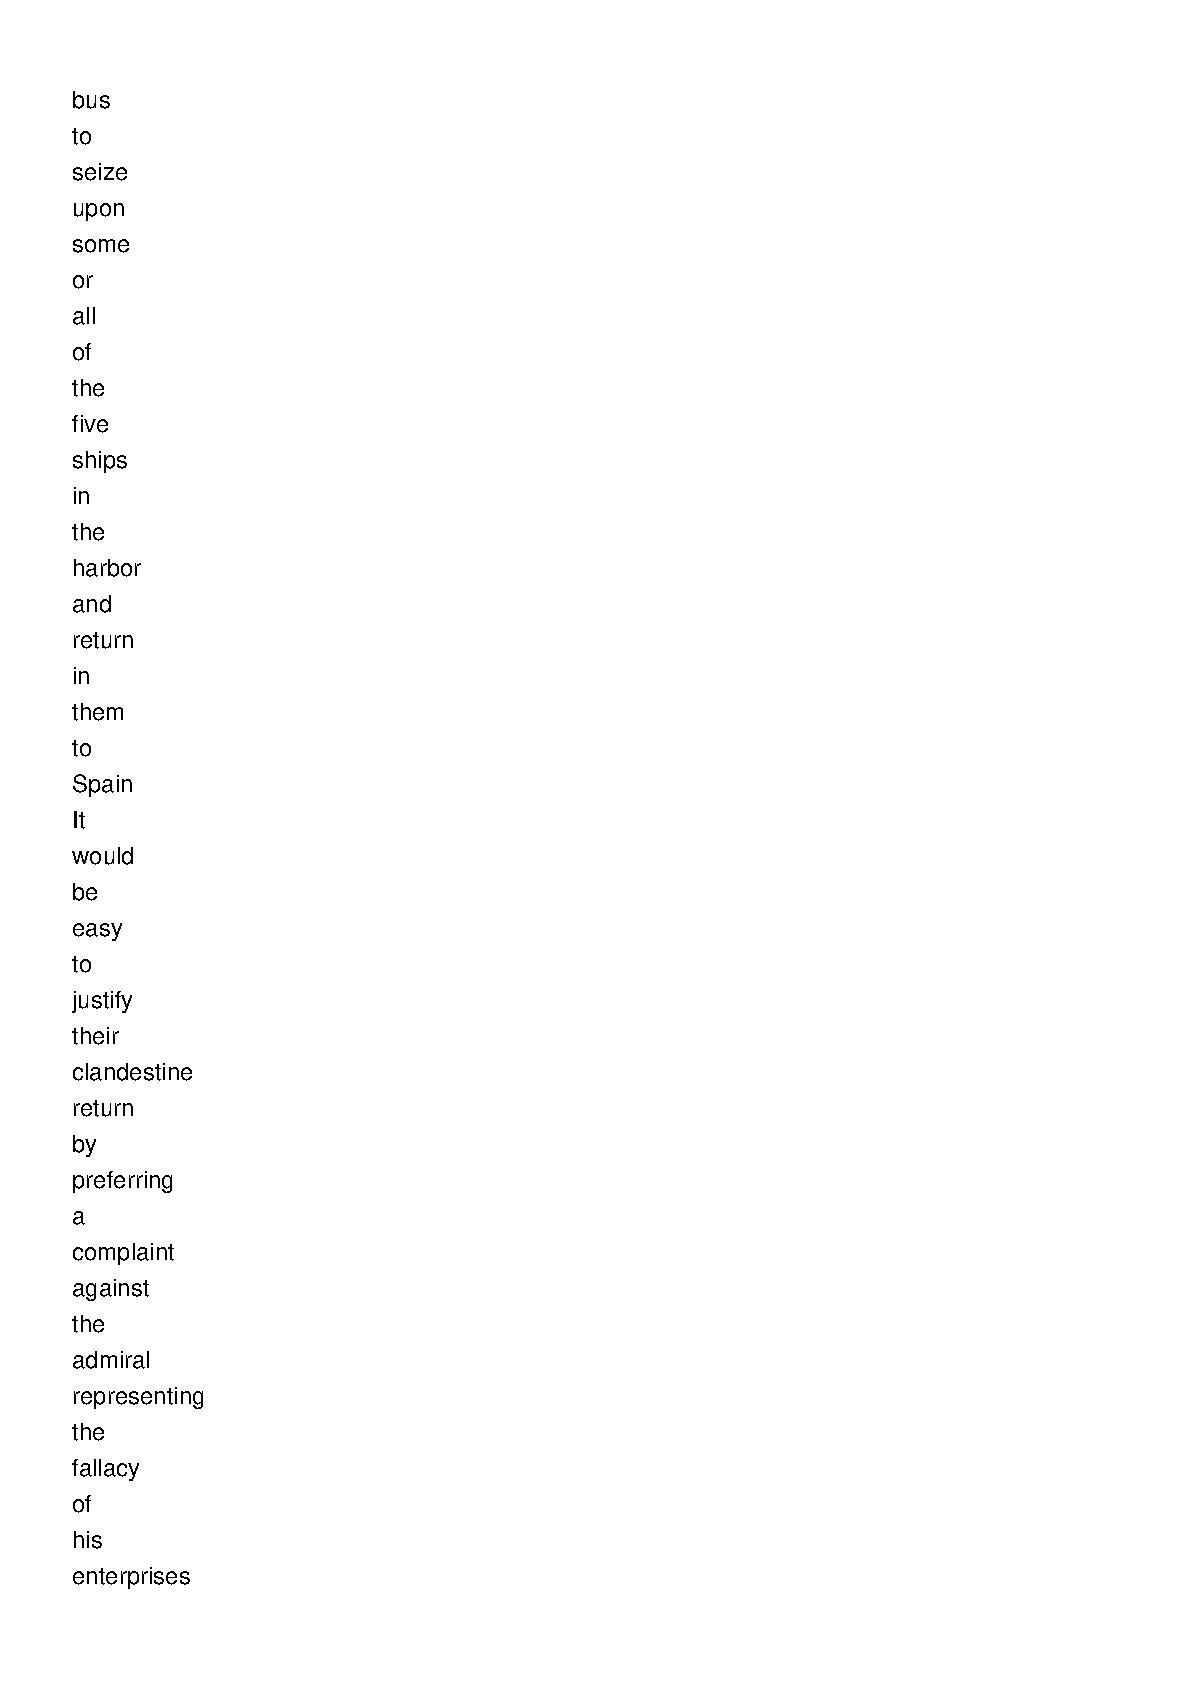 bus
to
seize
upon
some
or
all
of
the
five
ships
in
the
harbor
and
return
in
them
to
Spain
It
would
be
easy
to
justify
their
clandestine
return
by
preferring
a
complaint
against
the
admiral
representing
the
fallacy
of
his
enterprises